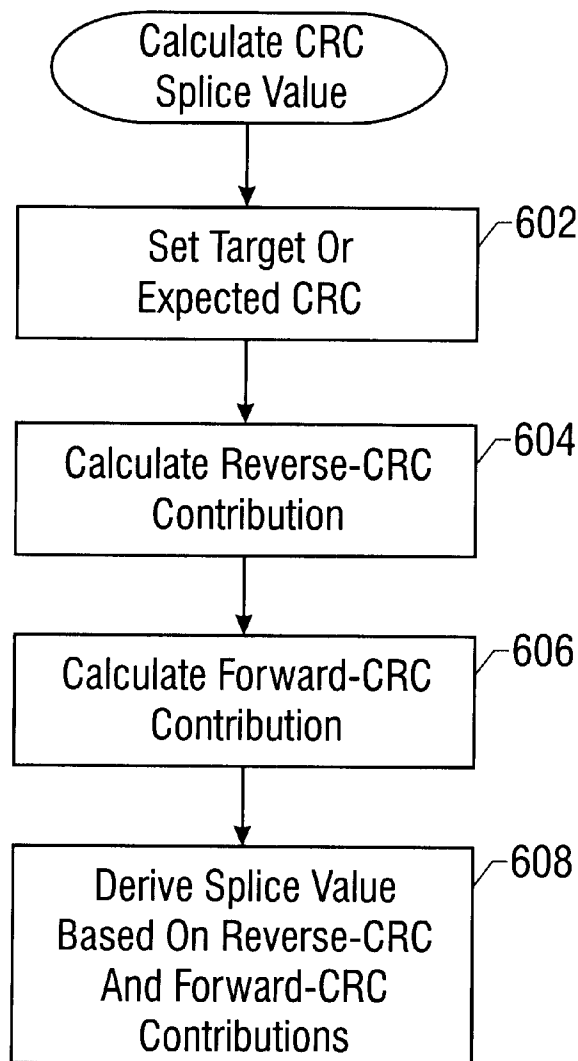 Calculate CRC
Splice Value
602
Set Target Or
Expected CRC
604
Calculate Reverse-CRC
Contribution
606
Calculate Forward-CRC
Contribution
608
Derive Splice Value
Based On Reverse-CRC
And Forward-CRC
Contributions